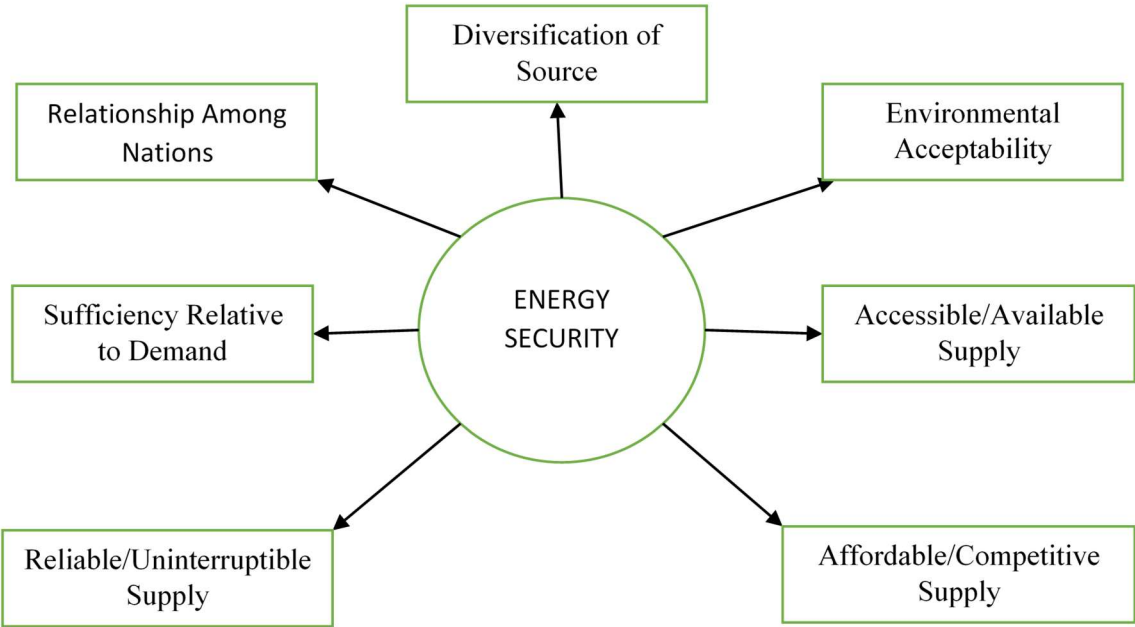 Diversification of
Source
Relationship Among
Nations
Environmental
Acceptability
ENERGY
SECURITY
Sufficiency Relative
to Demand
Accessible/Available
Supply
Reliable/Uninterruptible
Supply
Affordable/Competitive
Supply